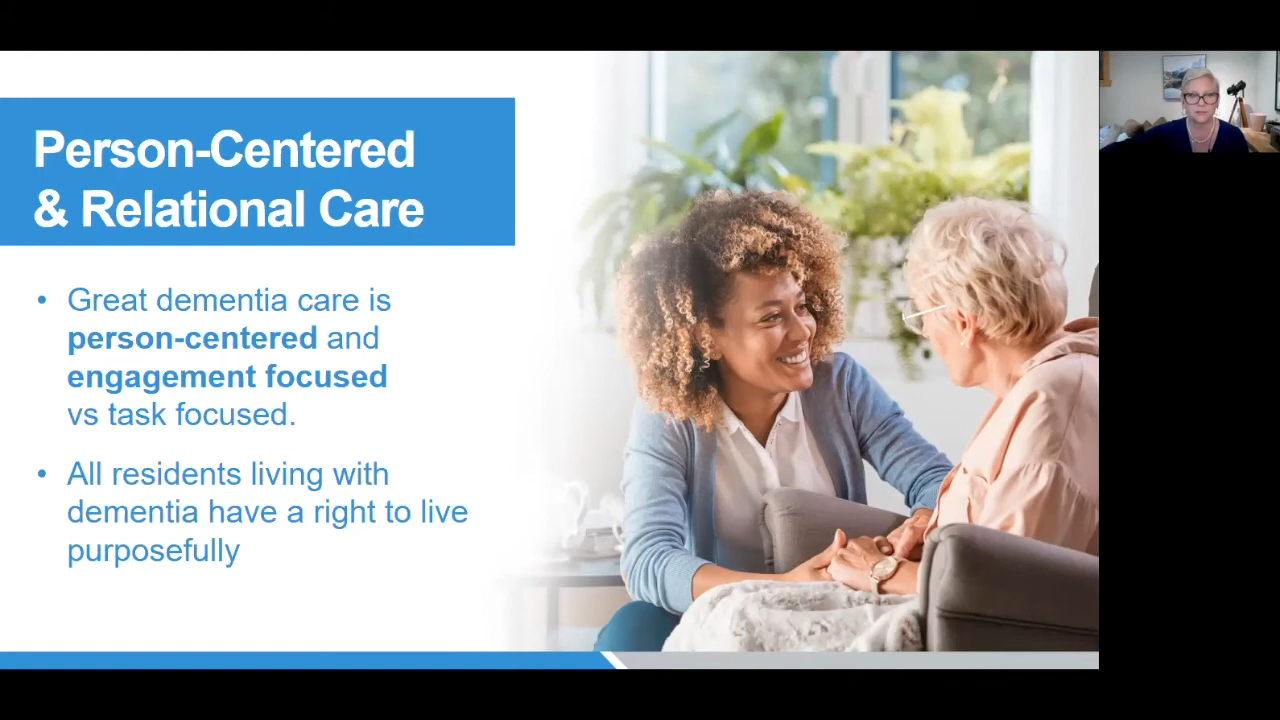 Person-Centered
& Relational Care
• Great dementia care is
person-centered and
engagement focused
vs task focused.
• All residents living with
dementia have a right to live
purposefully